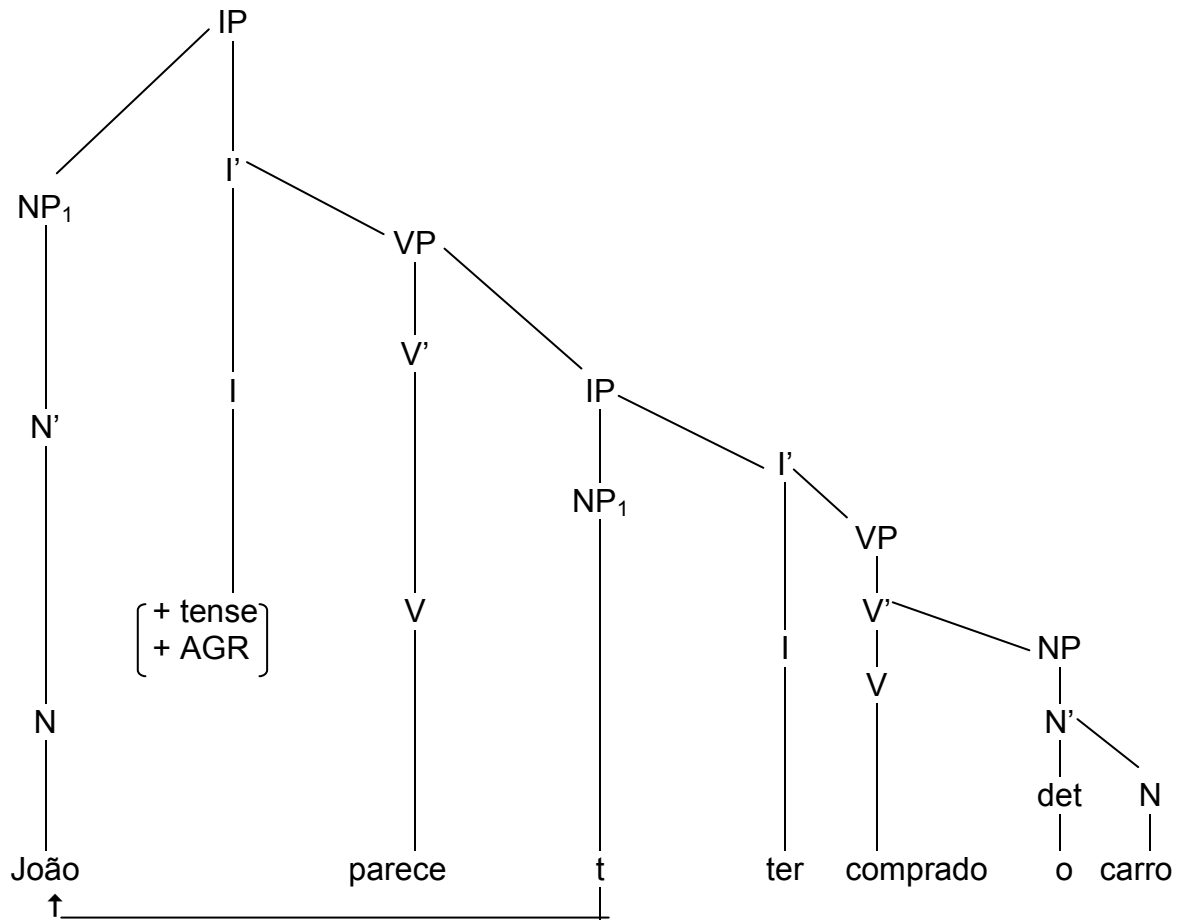 IP
I’
NP₁
VP
V’
IP
I
N’
I’
NP₁
VP
+ tense
V
V’
+ AGR
I
NP
V
N
N’
det
N
João parece t ter comprado o carro